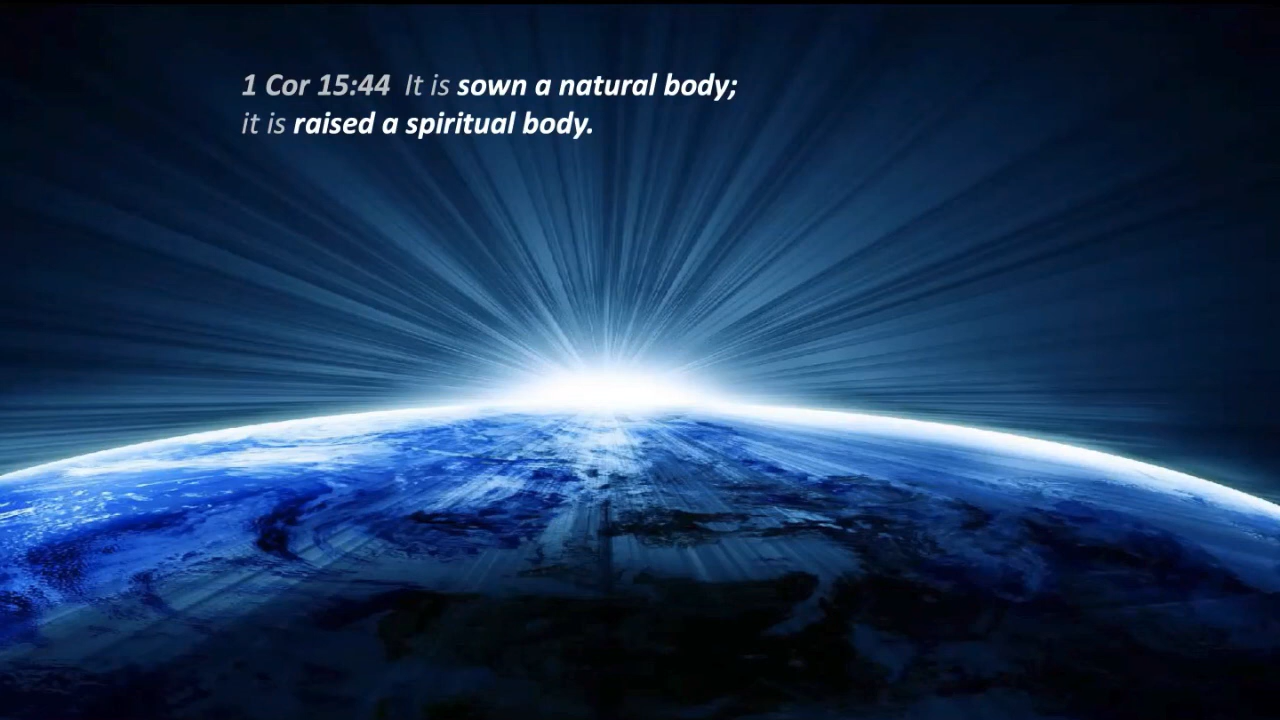 1 Cor 15:44 It is sown a natural body;
it is raised a spiritual body.